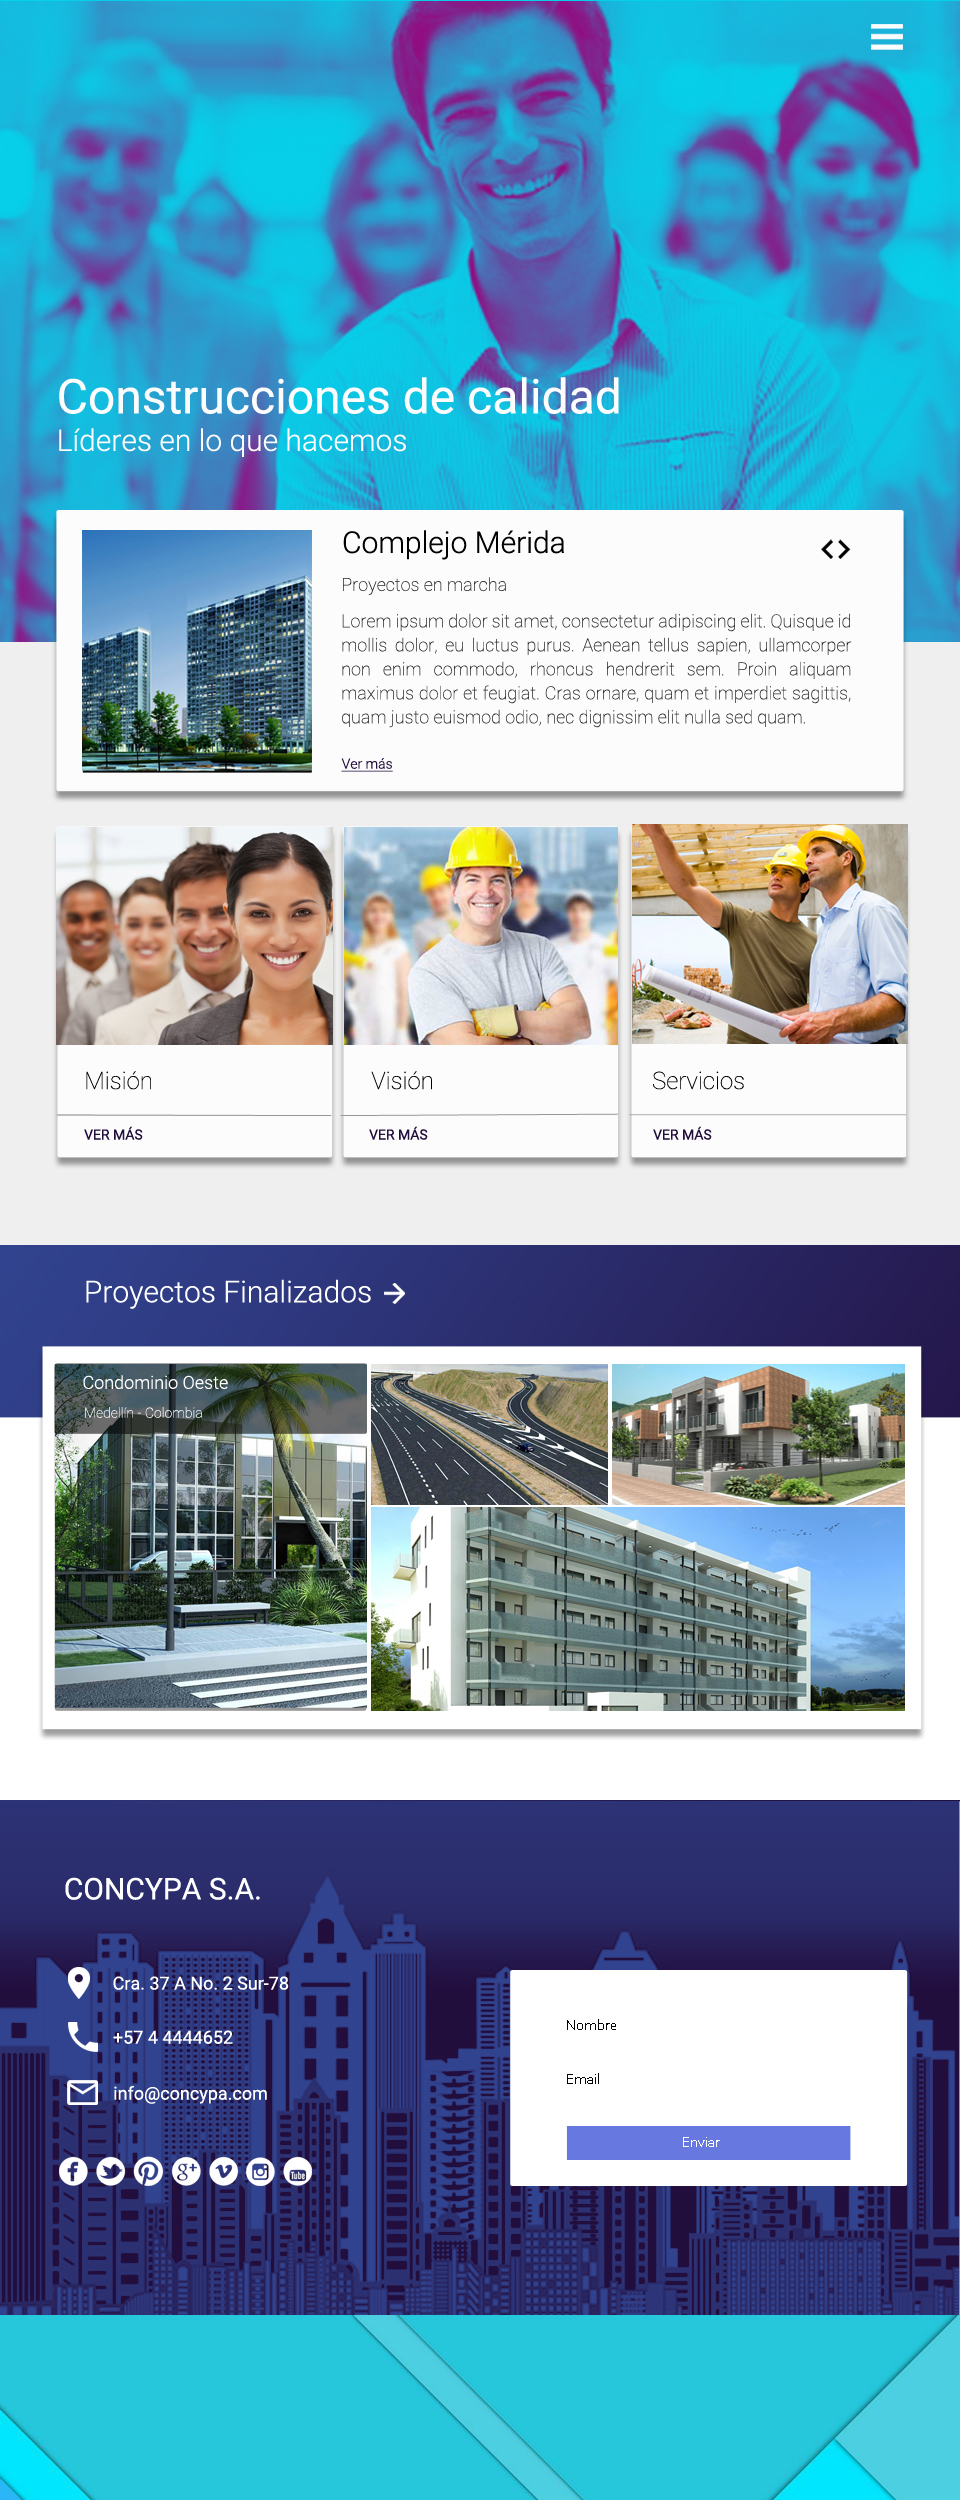 Construcciones de calidad
Líderes en lo que hacemos
Complejo Mérida
Proyectos en marcha
Lorem ipsum dolor sit amet, consectetur adipiscing elit. Quisque id
mollis dolor, eu luctus purus. Aenean tellus sapien, ullamcorper
non enim commodo, rhoncus hendrerit sem. Proin aliquam
maximus dolor et feugiat. Cras ornare, quam et imperdiet sagittis,
quam justo euismod odio, nec dignissim elit nulla sed quam.
Ver más
Misión
VER MÁS
Visión
VER MÁS
Servicios
VER MÁS
Proyectos Finalizados
Condominio Oeste
Medellín - Colombia
CONCYPA S.A.
Cra. 37 A No. 2 Sur-78
+57 4 4444652
info@concypa.com
You Tube
Nombre
Email
Enviar